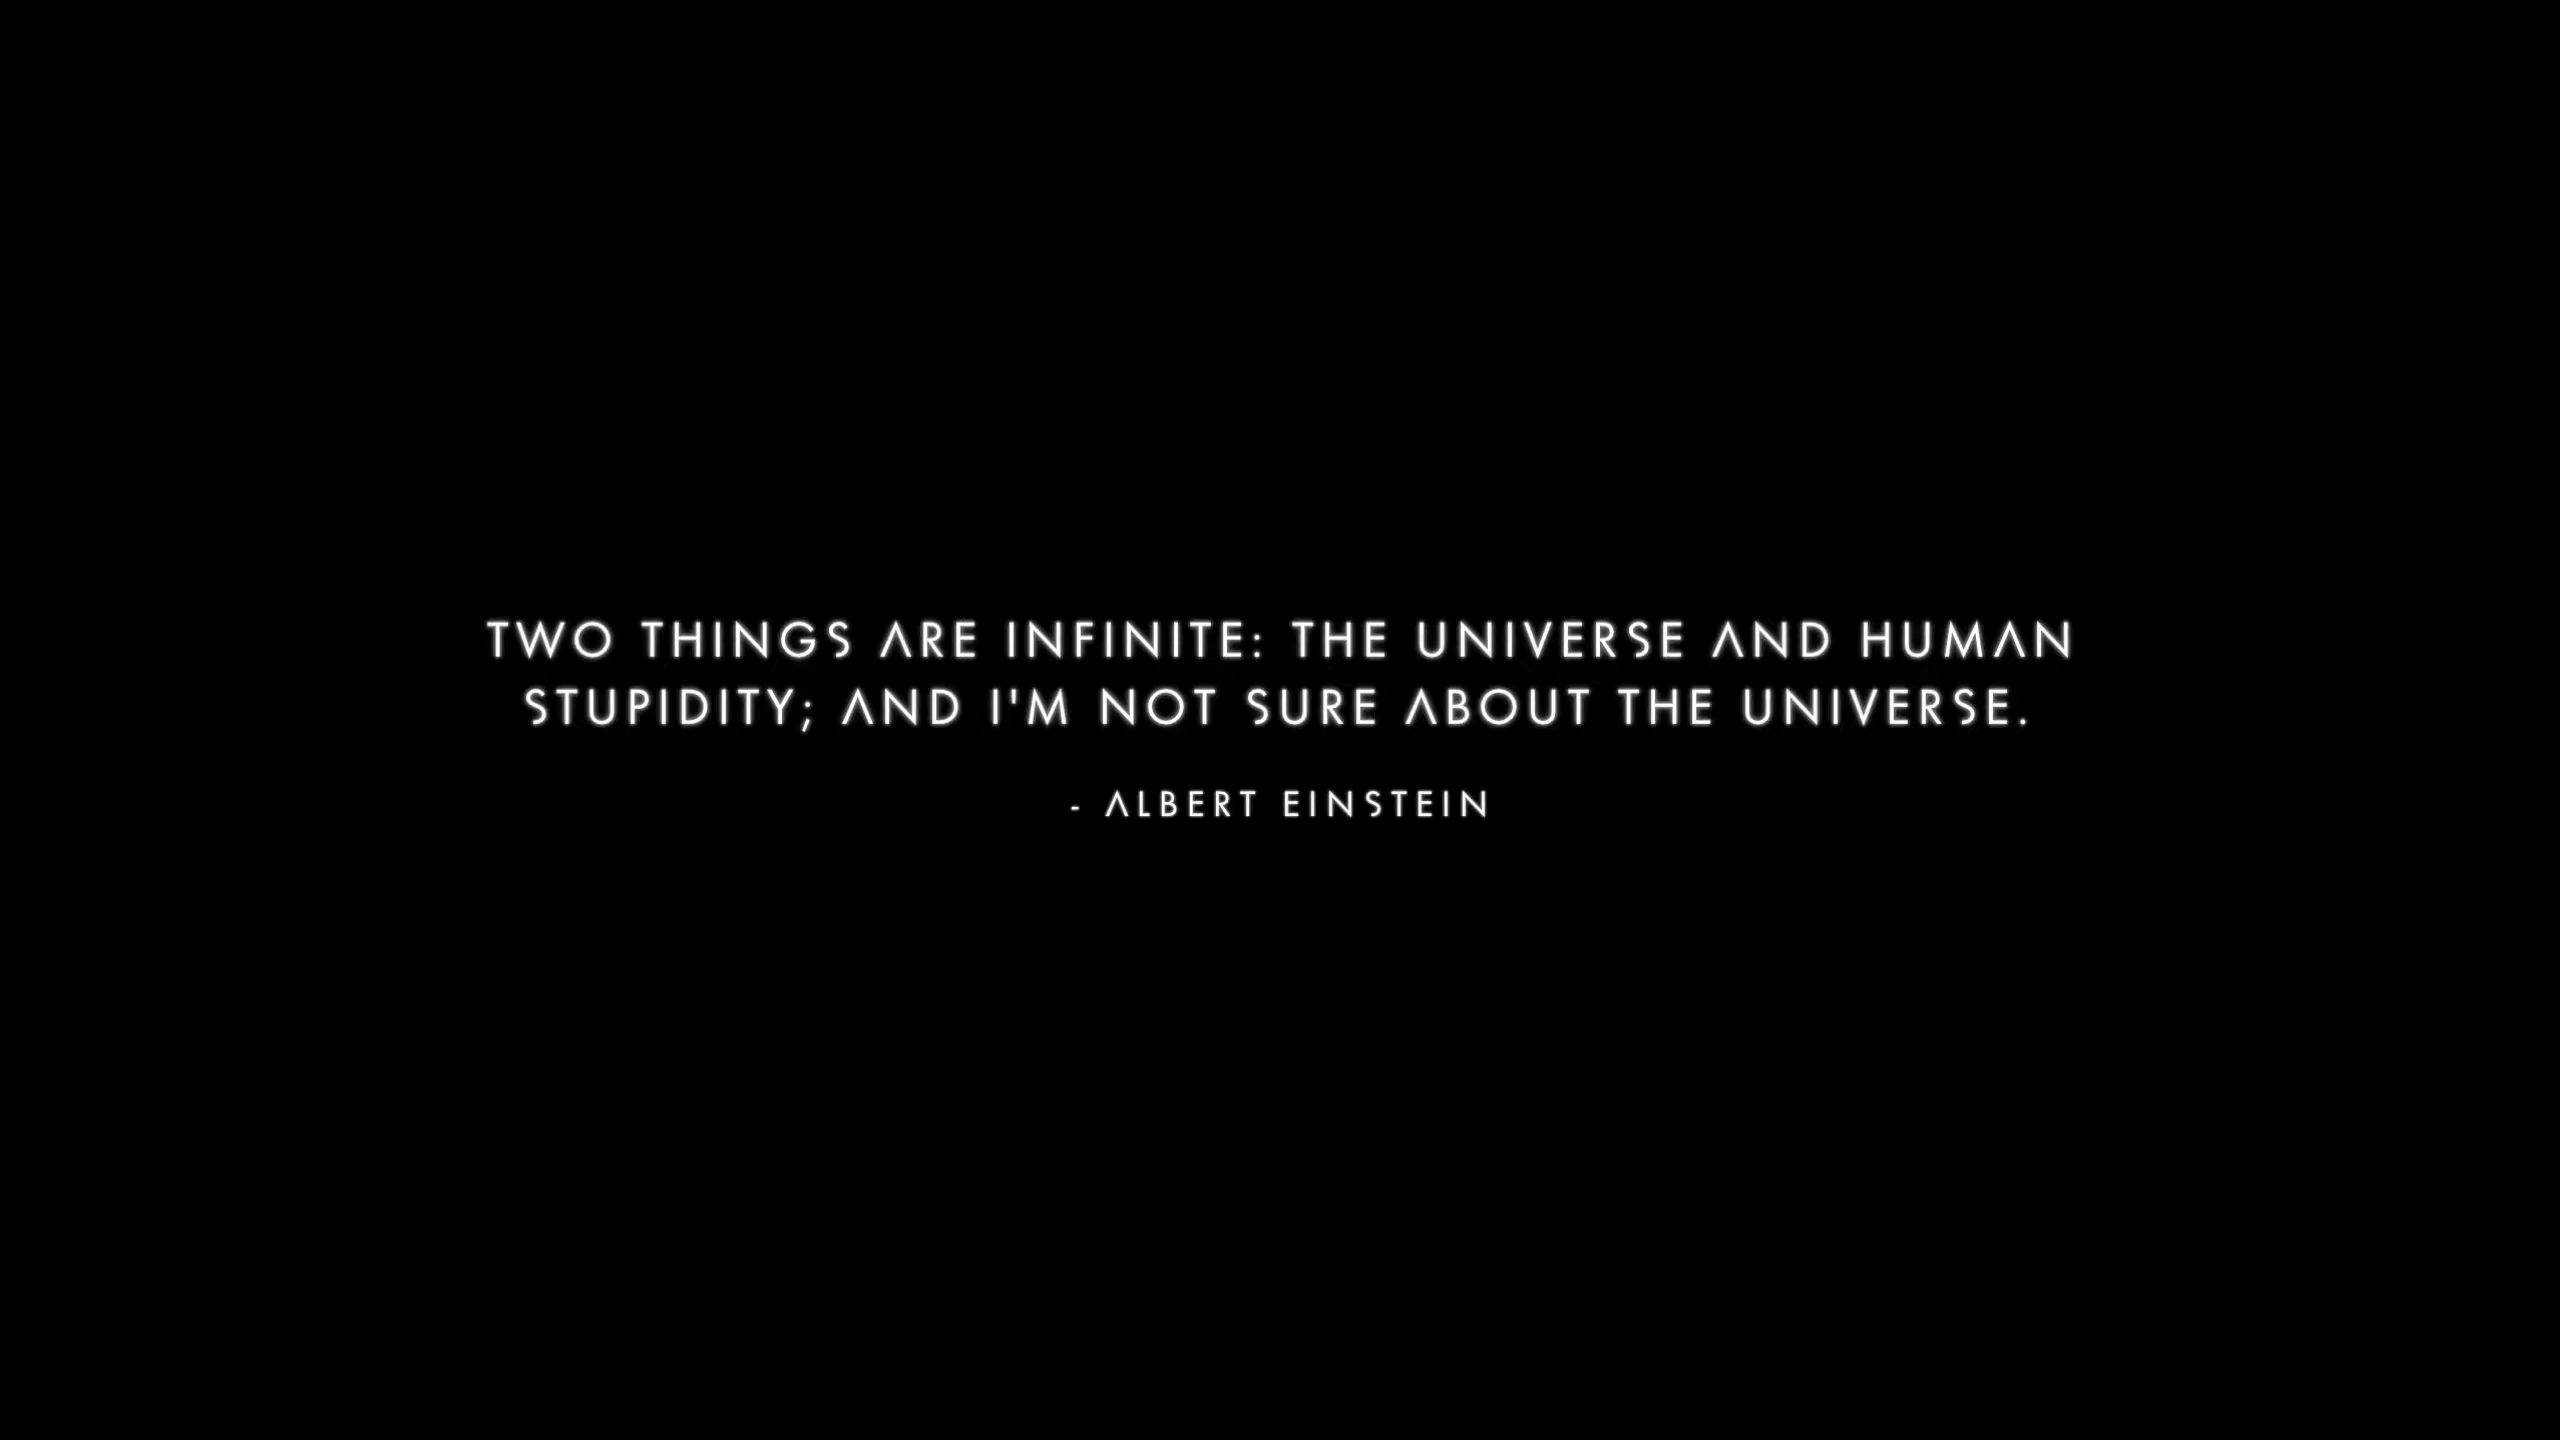 TWO THINGS ARE INFINITE: THE UNIVERSE AND HUMAN
STUPIDITY; AND I'M NOT SURE ABOUT THE UNIVERSE.
- ALBERT EINSTEIN